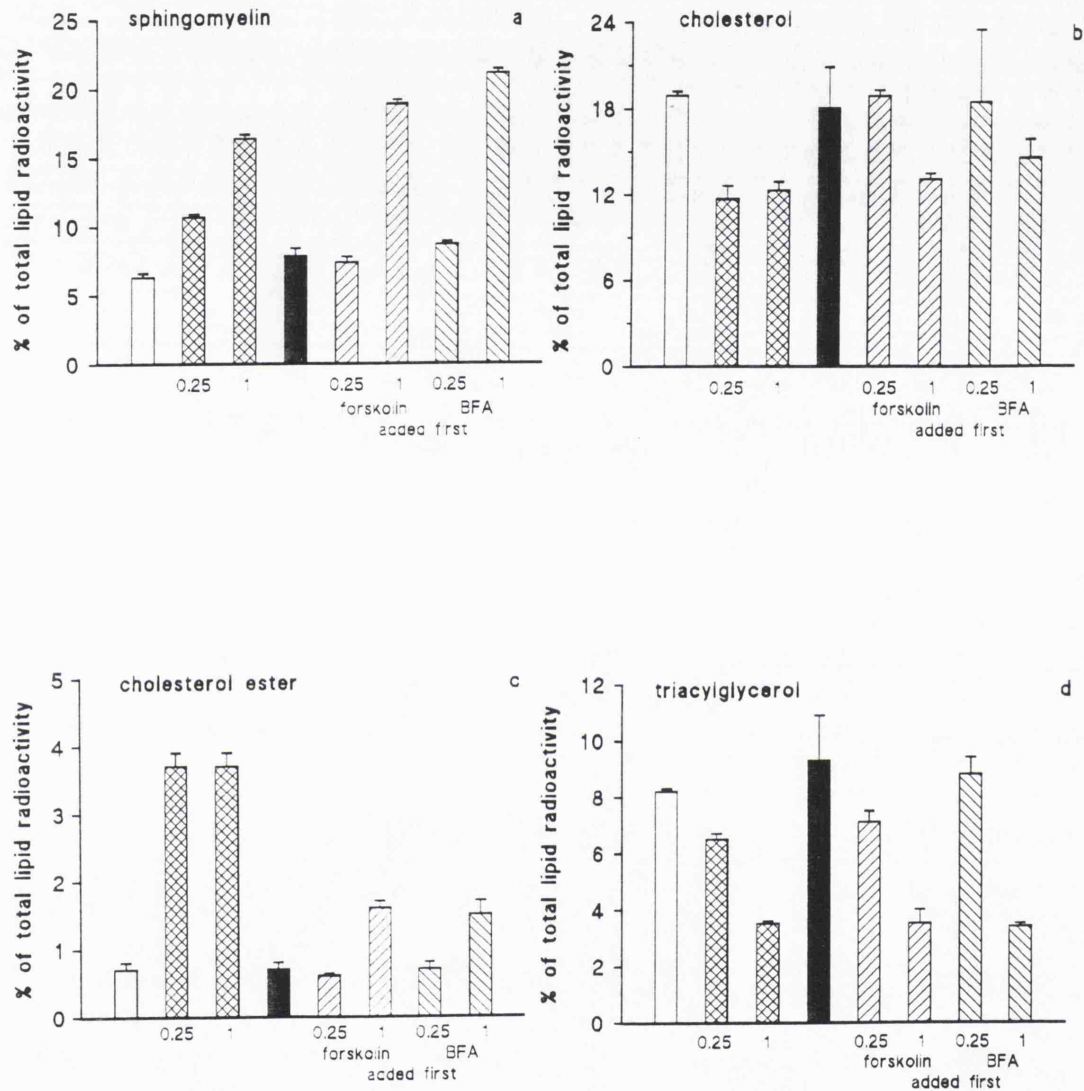 sphingomyelin
a
% of total lipid radioactivity
25
20
15
10
5
0
0.25 1 0.25 1 0.25 1
forskolin BFA
added first
cholesterol
b
% of total lipid radioactivity
24
18
12
6
0
0.25 1 0.25 1 0.25 1
forskolin BFA
added first
cholesterol ester
c
% of total lipid radioactivity
5
4
3
2
1
0
0.25 1 0.25 1 0.25 1
forskolin BFA
added first
triacylglycerol
d
% of total lipid radioactivity
12
10
8
6
4
2
0
0.25 1 0.25 1 0.25 1
forskolin BFA
added first